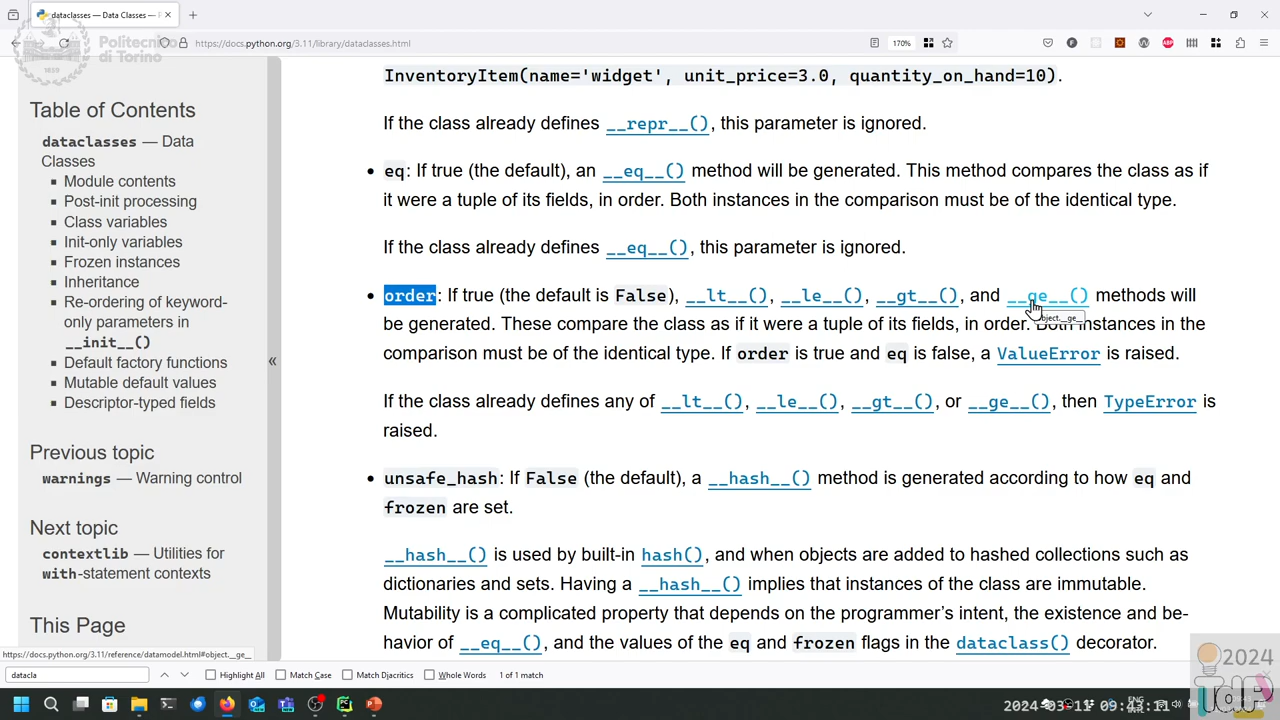 dataclasses — Data Classes — 
Politecnico
di Torino
https://docs.python.org/3.11/library/dataclasses.html
170%
Table of Contents
dataclasses — Data
Classes
Module contents
Post-init processing
Class variables
Init-only variables
Frozen instances
Inheritance
Re-ordering of keyword-
only parameters in
__init__()
Default factory functions
Mutable default values
Descriptor-typed fields
Previous topic
warnings — Warning control
Next topic
contextlib — Utilities for
with-statement contexts
This Page
«
InventoryItem(name='widget', unit_price=3.0, quantity_on_hand=10).
If the class already defines __repr__(), this parameter is ignored.
eq: If true (the default), an __eq__() method will be generated. This method compares the class as if
it were a tuple of its fields, in order. Both instances in the comparison must be of the identical type.
If the class already defines __eq__(), this parameter is ignored.
order: If true (the default is False), __lt__(), __le__(), __gt__(), and __ge__() methods will
object.__ge__
be generated. These compare the class as if it were a tuple of its fields, in order. Both instances in the
comparison must be of the identical type. If order is true and eq is false, a ValueError is raised.
If the class already defines any of __lt__(), __le__(), __gt__(), or __ge__(), then TypeError is
raised.
unsafe_hash: If False (the default), a __hash__() method is generated according to how eq and
frozen are set.
__hash__() is used by built-in hash(), and when objects are added to hashed collections such as
dictionaries and sets. Having a __hash__() implies that instances of the class are immutable.
Mutability is a complicated property that depends on the programmer's intent, the existence and be-
havior of __eq__(), and the values of the eq and frozen flags in the dataclass() decorator.
https://docs.python.org/3.11/reference/datamodel.html#object.__ge__
datacla
Highlight All
Match Case
Match Diacritics
Whole Words
1 of 1 match
2024
TdP
ENG
2024-03-11 09:43:11